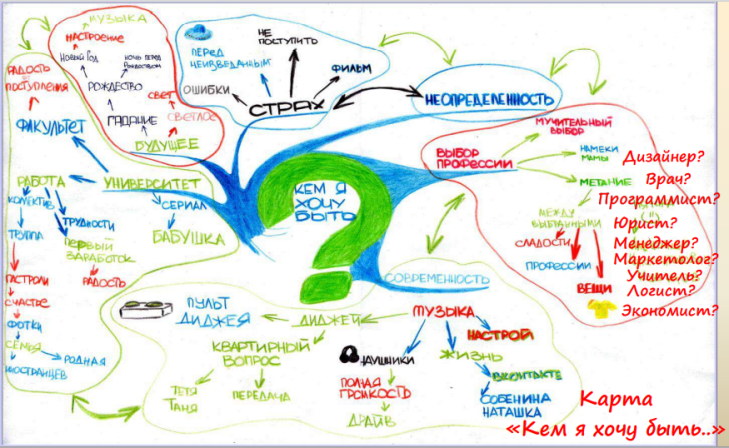 МУЗЫКА
НАСТРОЕНИЕ
НОВЫЙ ГОД
НОЧЬ ПЕРЕД
РОЖДЕСТВОМ
РОЖДЕСТВО
СВЕТ
СВЕТЛОЕ
ГАДАНИЕ
БУДУЩЕЕ
НЕ
ПОСТУПИТЬ
ПЕРЕД
НЕИЗВЕДАННЫМ
ФИЛЬМ
ОШИБКИ
СТРАХ
НЕОПРЕДЕЛЕННОСТЬ
РАДОСТЬ
ПОСТУПЛЕНИЯ
ФАКУЛЬТЕТ
РАБОТА
УНИВЕРСИТЕТ
СЕРИАЛ
БАБУШКА
ТРУДНОСТИ
ПЕРВЫЙ
ЗАРАБОТОК
РАДОСТЬ
ТРУППА
ГАСТРОЛИ
СЧАСТЬЕ
ФОТКИ
СЕМЬЯ
РОДНАЯ
ИНОСТРАНЦЕВ
КЕМ Я
ХОЧУ
БЫТЬ
ВЫБОР
ПРОФЕССИИ
МУЧИТЕЛЬНЫЙ
ВЫБОР
НАМЕКИ
МАМЫ
МЕТАНИЕ
МЕЖДУ
СЛАДОСТИ
ПРОФЕССИИ
ВЕЩИ
Дизайнер?
Врач?
Программист?
Юрист?
Менеджер?
Маркетолог?
Учитель?
Логист?
Экономист?
СОВРЕМЕННОСТЬ
МУЗЫКА
НАСТРОЙ
ЖИЗНЬ
ВКОНТАКТЕ
СОБЕНИНА
НАТАШКА
НАУШНИКИ
ПОЛНАЯ
ГРОМКОСТЬ
ДРАЙВ
ДИДЖЕЙ
ПУЛЬТ
ДИДЖЕЯ
КВАРТИРНЫЙ
ВОПРОС
ТЕТЯ
ТАНЯ
ПЕРЕДАЧА
Карта
«Кем я хочу быть..»